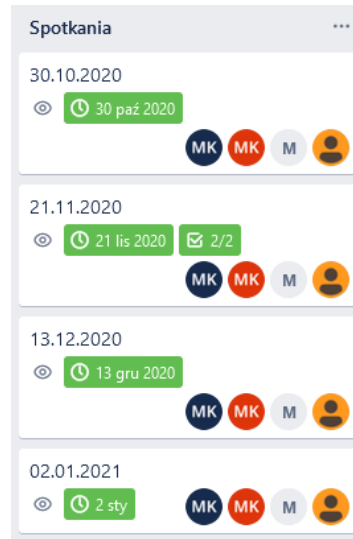 Spotkania
30.10.2020
30 paź 2020
MK MK M
21.11.2020
21 lis 2020 2/2
MK MK M
13.12.2020
13 gru 2020
MK MK M
02.01.2021
2 sty MK MK M